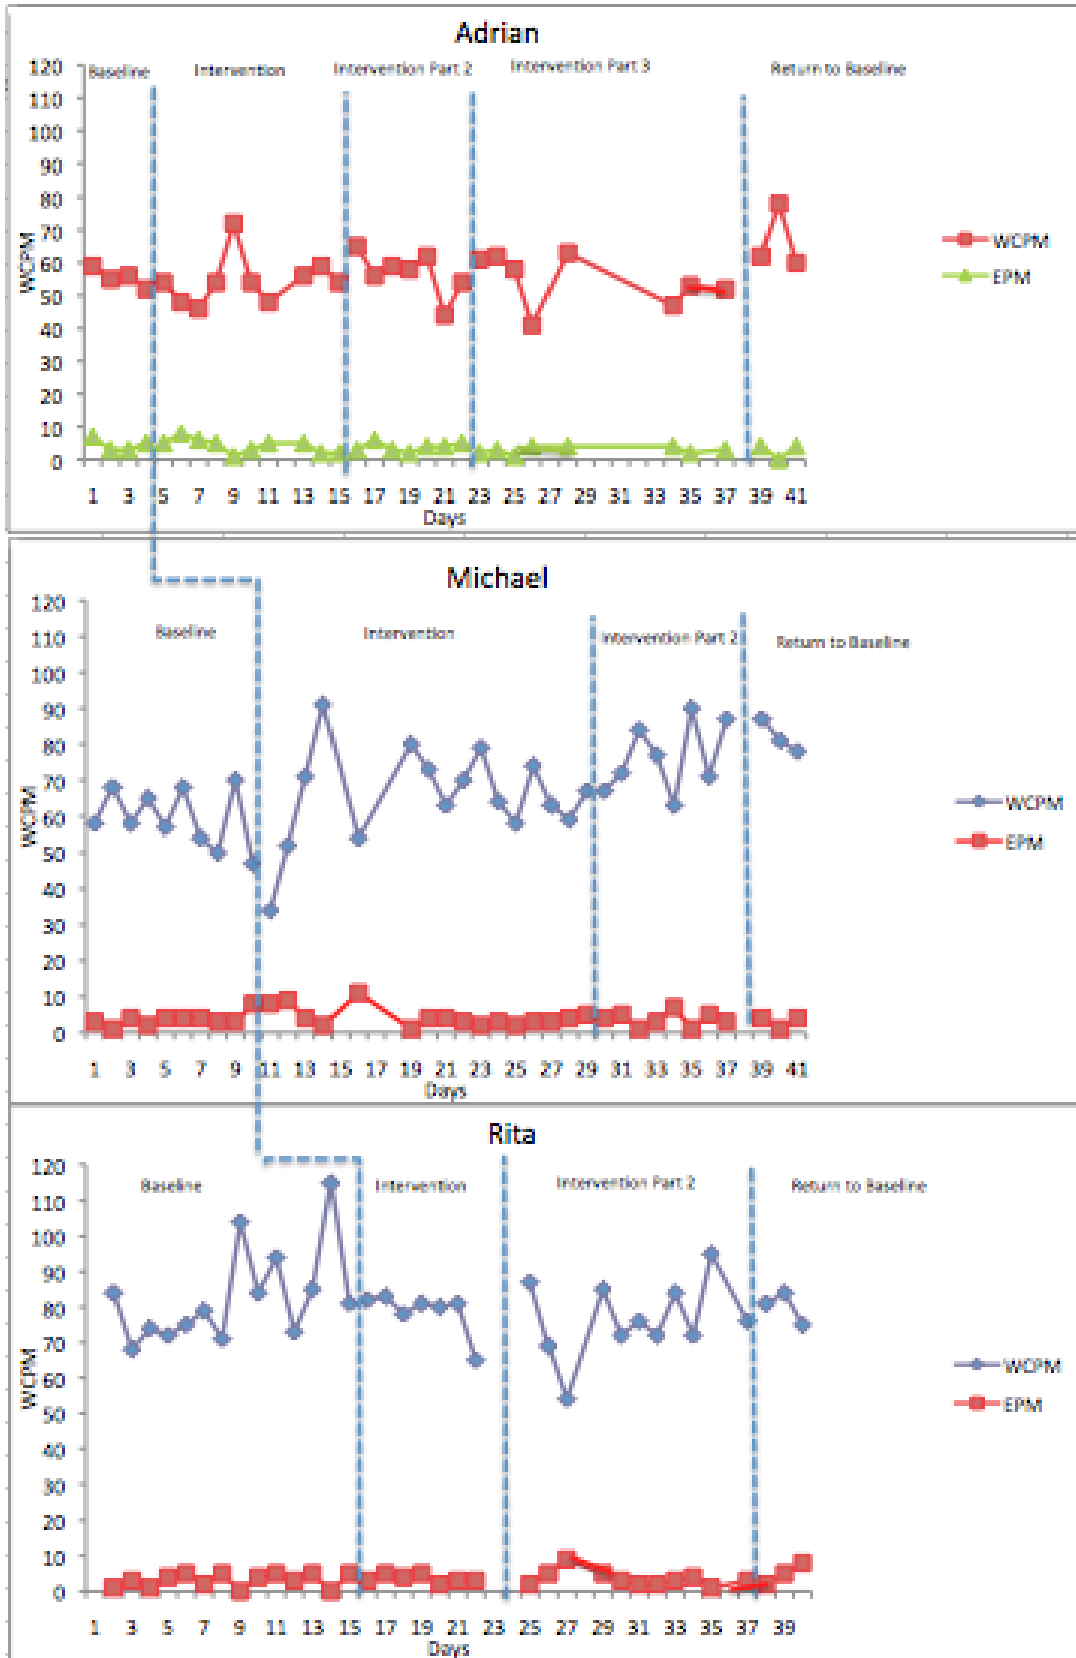 Adrian
Baseline Intervention Intervention Part 2 Intervention Part 3 Return to Baseline
120
110
100
90
80
70
60
50
40
30
20
10
0
WCPM
WCPM
EPM
1 3 5 7 9 11 13 15 17 19 21 23 25 27 29 31 33 35 37 39 41
Days
Michael
Baseline Intervention Intervention Part 2 Return to Baseline
120
110
100
90
80
70
60
50
40
30
20
10
0
WCPM
WCPM
EPM
1 3 5 7 9 11 13 15 17 19 21 23 25 27 29 31 33 35 37 39 41
Days
Rita
Baseline Intervention Intervention Part 2 Return to Baseline
120
110
100
90
80
70
60
50
40
30
20
10
0
WCPM
WCPM
EPM
1 3 5 7 9 11 13 15 17 19 21 23 25 27 29 31 33 35 37 39
Days